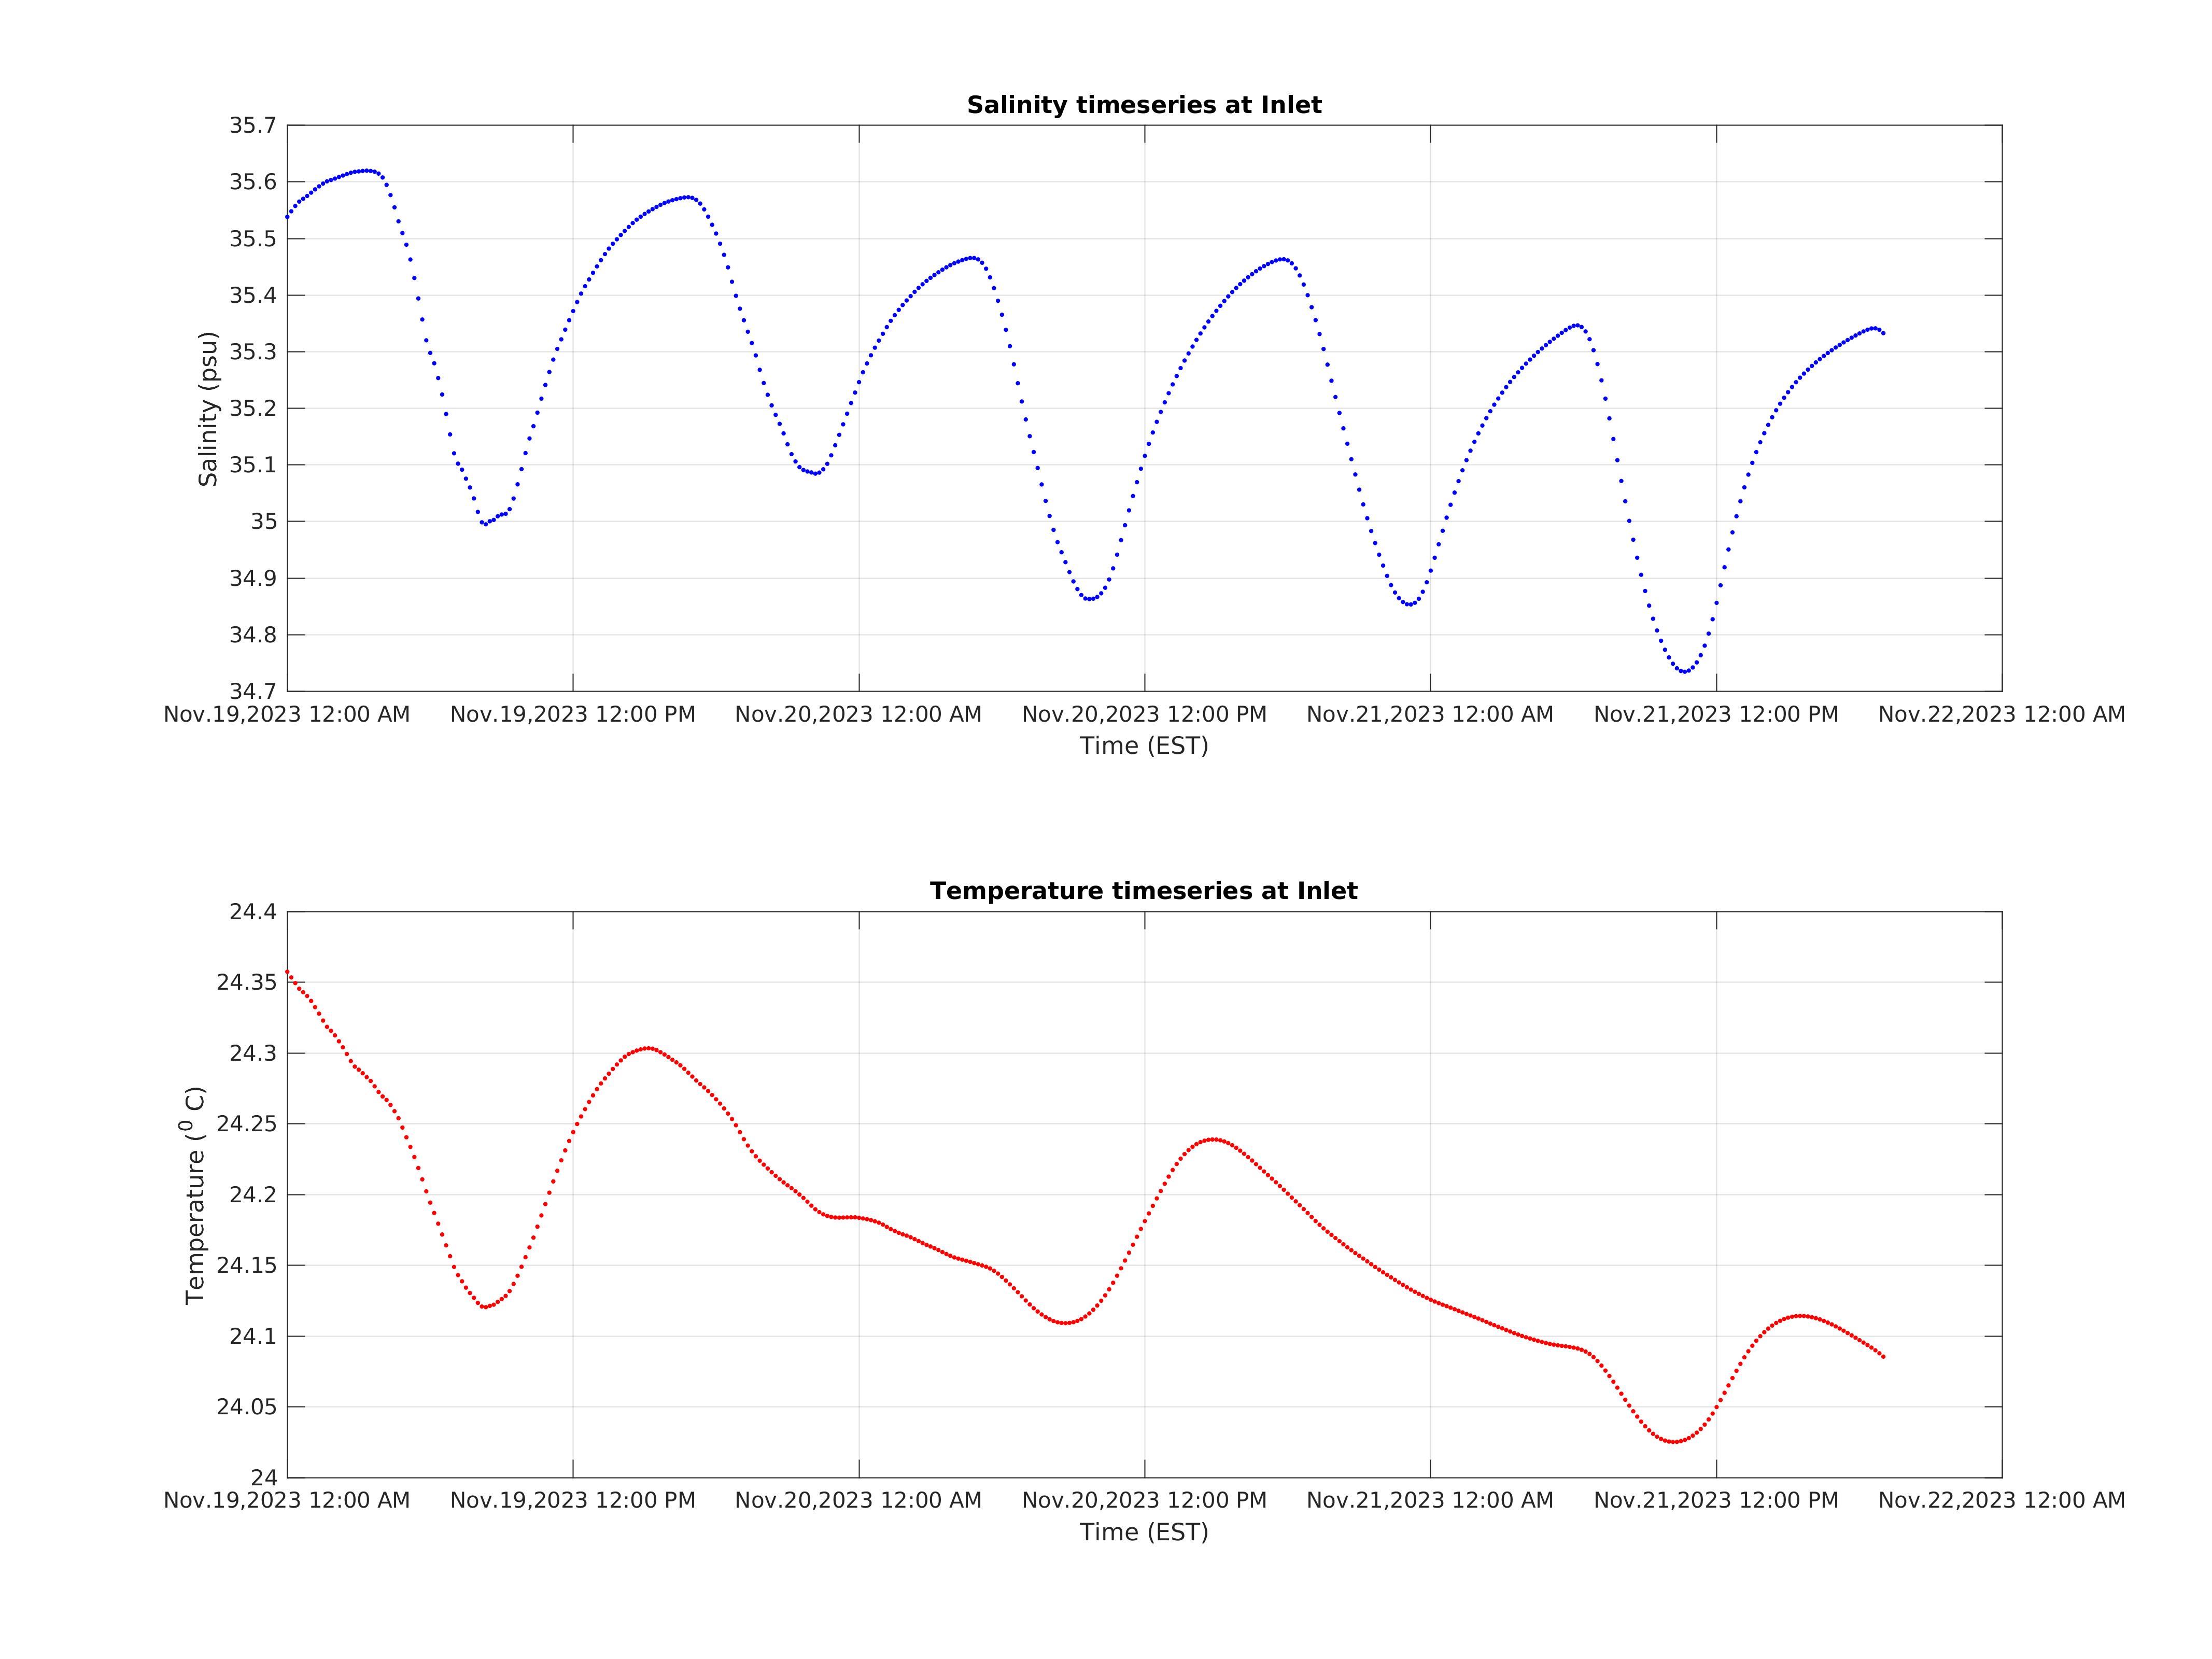 Salinity timeseries at Inlet
35.7
35.6
35.5
35.4
35.3
35.2
35.1
35
34.9
34.8
34.7
Salinity (psu)
Nov.19,2023 12:00 AM Nov.19,2023 12:00 PM Nov.20,2023 12:00 AM Nov.20,2023 12:00 PM Nov.21,2023 12:00 AM Nov.21,2023 12:00 PM Nov.22,2023 12:00 AM
Time (EST)
Temperature timeseries at Inlet
24.4
24.35
24.3
24.25
24.2
24.15
24.1
24.05
24
Temperature (⁰ C)
Nov.19,2023 12:00 AM Nov.19,2023 12:00 PM Nov.20,2023 12:00 AM Nov.20,2023 12:00 PM Nov.21,2023 12:00 AM Nov.21,2023 12:00 PM Nov.22,2023 12:00 AM
Time (EST)